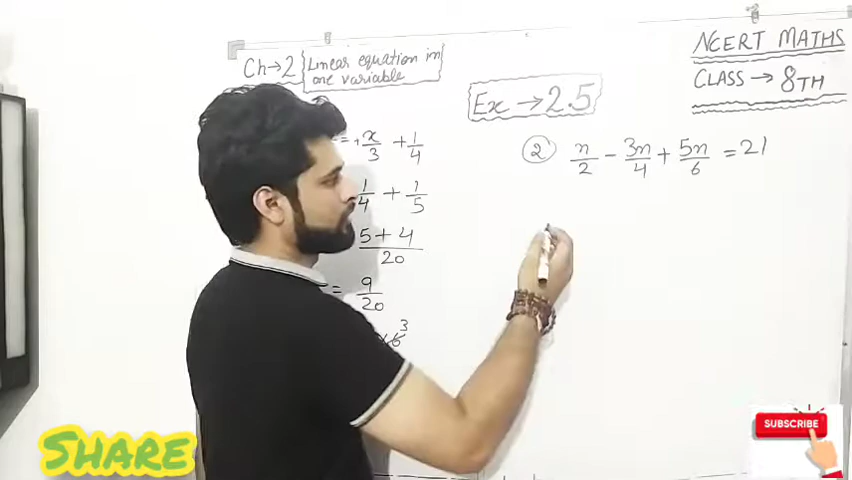 Ch→2 Linear equation in
one variable
NCERT MATHS
CLASS → 8TH
Ex → 2.5
= x/3 + 1/4
1/4 + 1/5
5+4/20
= 9/20
② n/2 - 3n/4 + 5n/6 = 21
SHARE
SUBSCRIBE